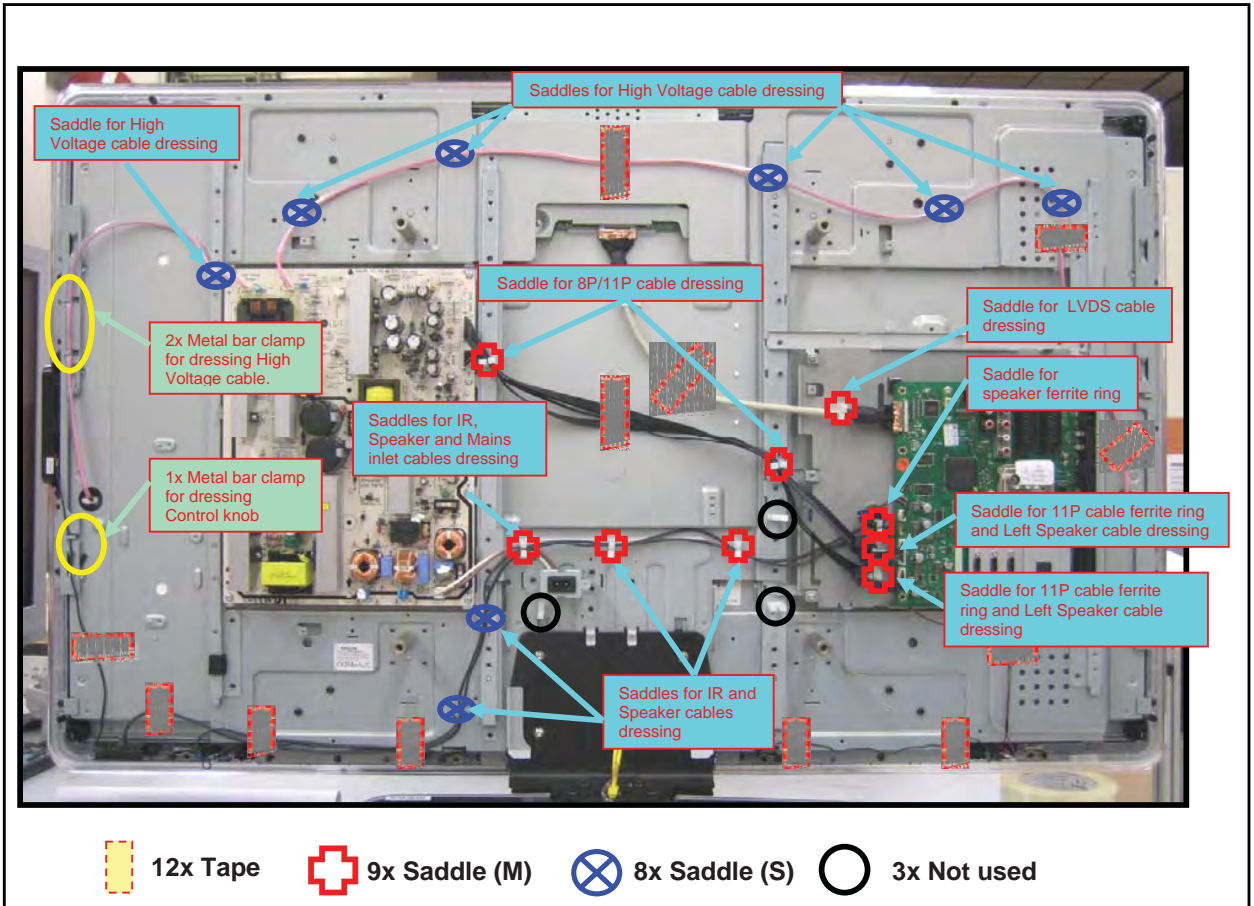 Saddles for High Voltage cable dressing
Saddle for High
Voltage cable dressing
Saddle for 8P/11P cable dressing
Saddle for LVDS cable
dressing
2x Metal bar clamp
for dressing High
Voltage cable.
Saddle for
speaker ferrite ring
Saddles for IR,
Speaker and Mains
inlet cables dressing
1x Metal bar clamp
for dressing
Control knob
Saddle for 11P cable ferrite ring
and Left Speaker cable dressing
Saddle for 11P cable ferrite
ring and Left Speaker cable
dressing
Saddles for IR and
Speaker cables
dressing
12x Tape
9x Saddle (M)
8x Saddle (S)
3x Not used